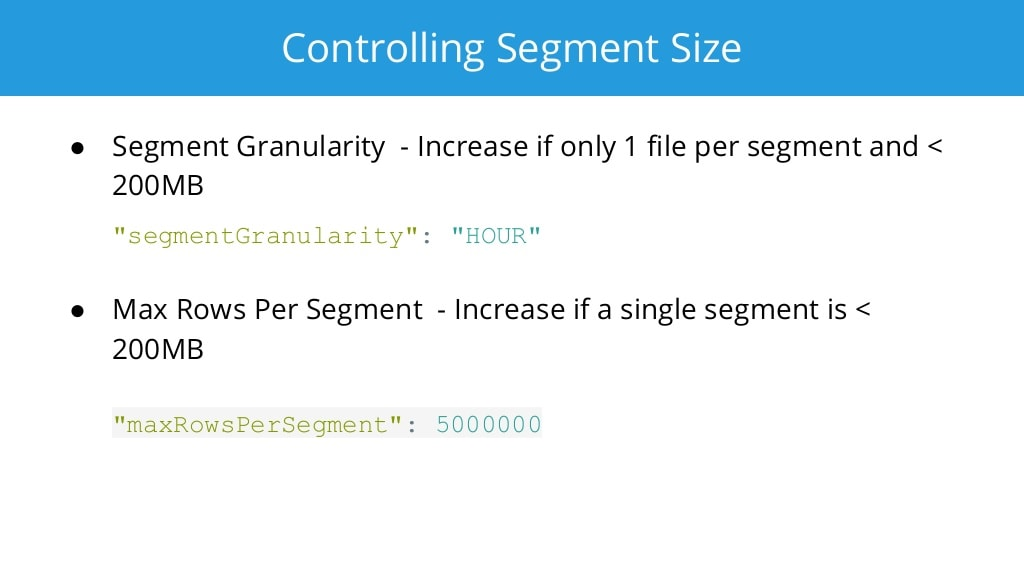 Controlling Segment Size
● Segment Granularity - Increase if only 1 file per segment and <
200MB
"segmentGranularity": "HOUR"
● Max Rows Per Segment - Increase if a single segment is <
200MB
"maxRowsPerSegment": 5000000